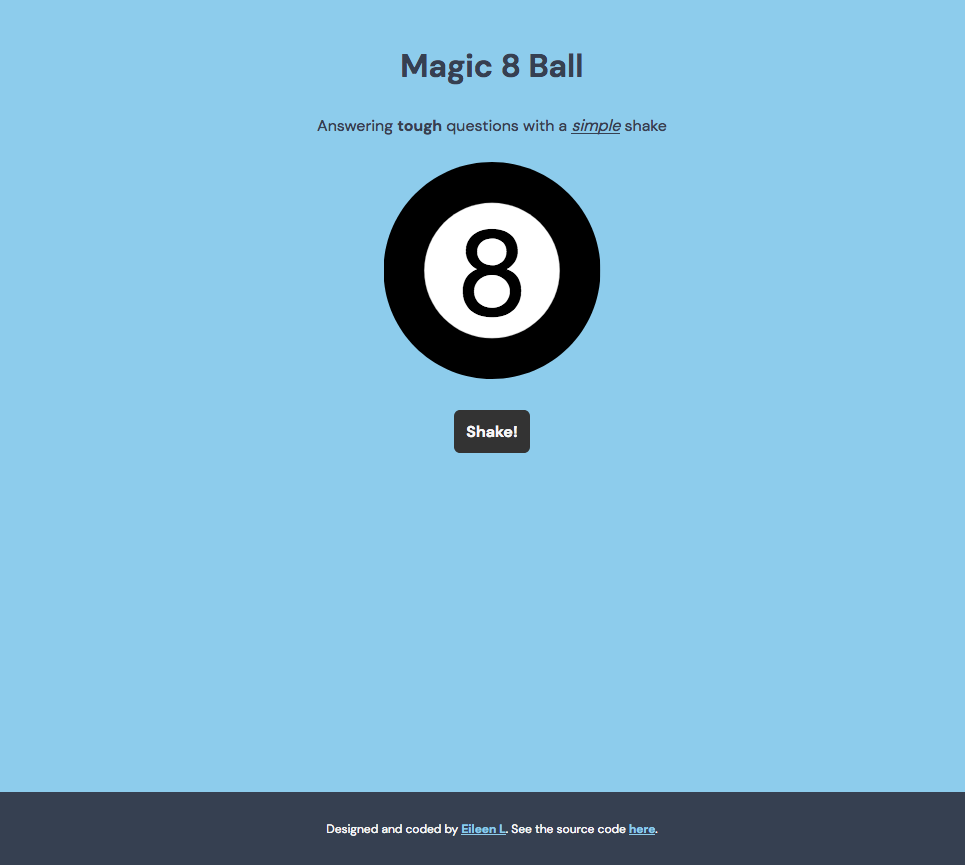 Magic 8 Ball
Answering tough questions with a simple shake
8
Shake!
Designed and coded by Eileen L. See the source code here.